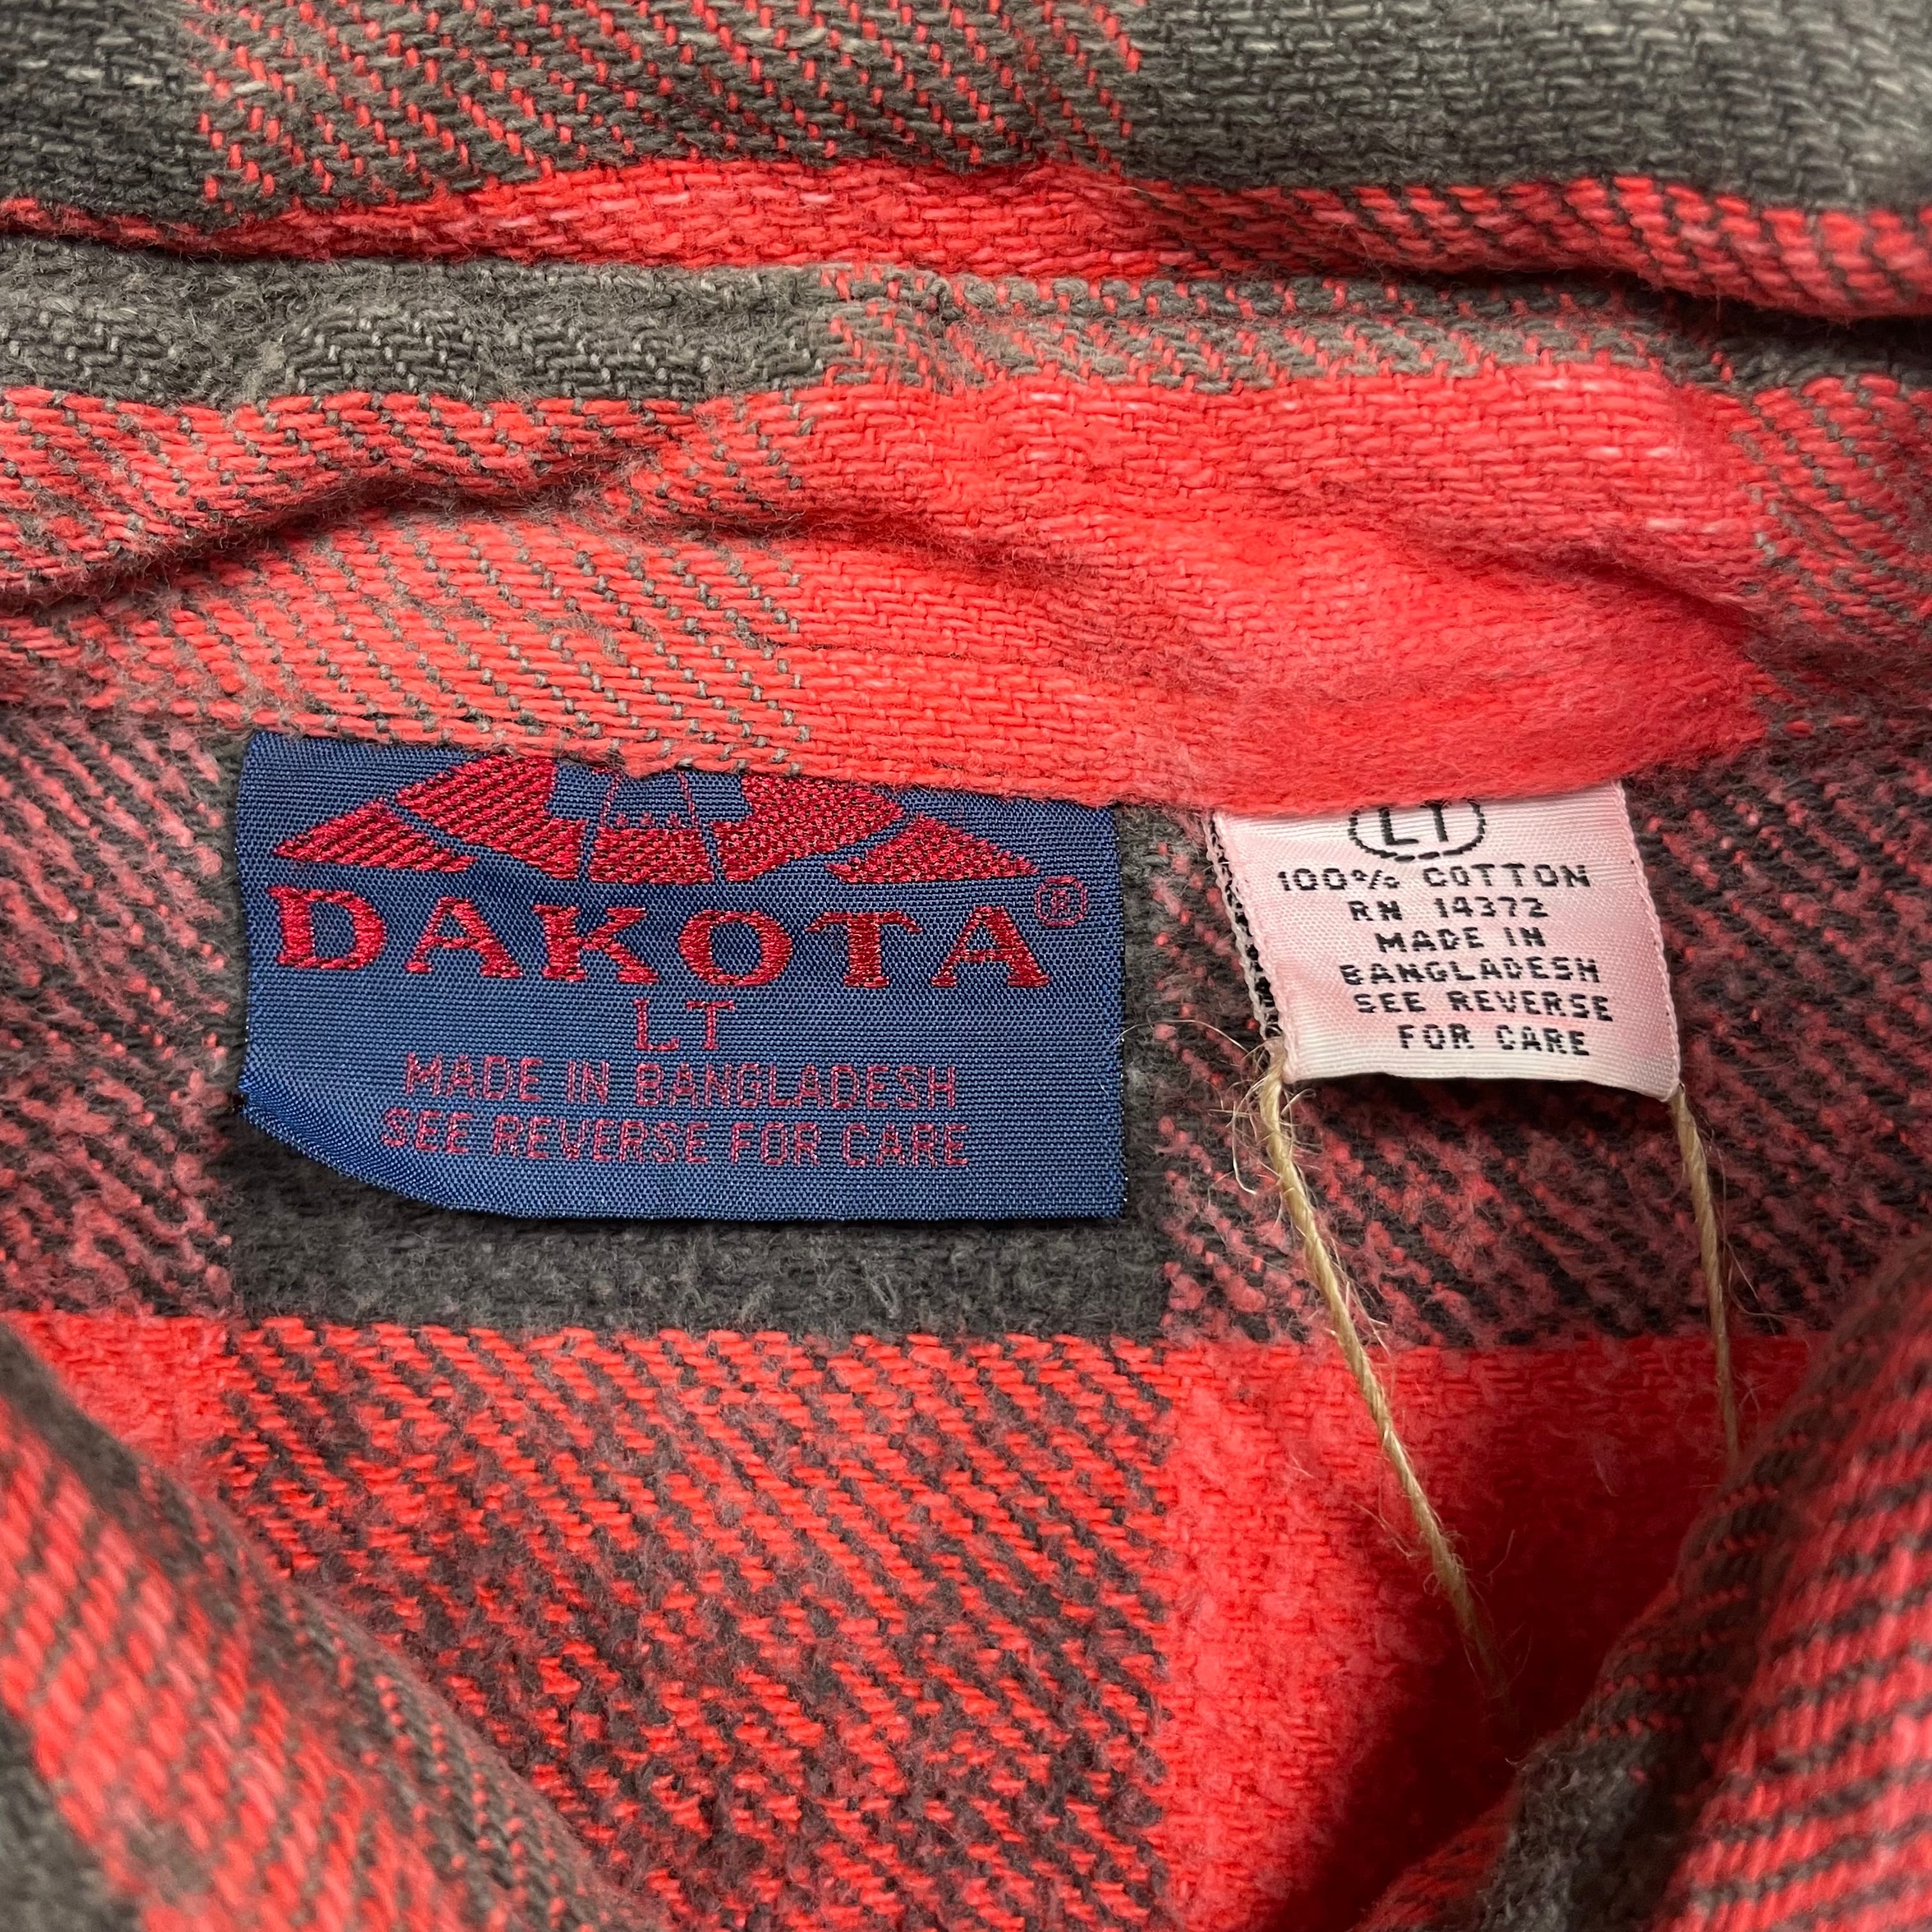 DAKOTA®
LT
MADE IN BANGLADESH
SEE REVERSE FOR CARE
LT
100% COTTON
RN 14372
MADE IN
BANGLADESH
SEE REVERSE
FOR CARE